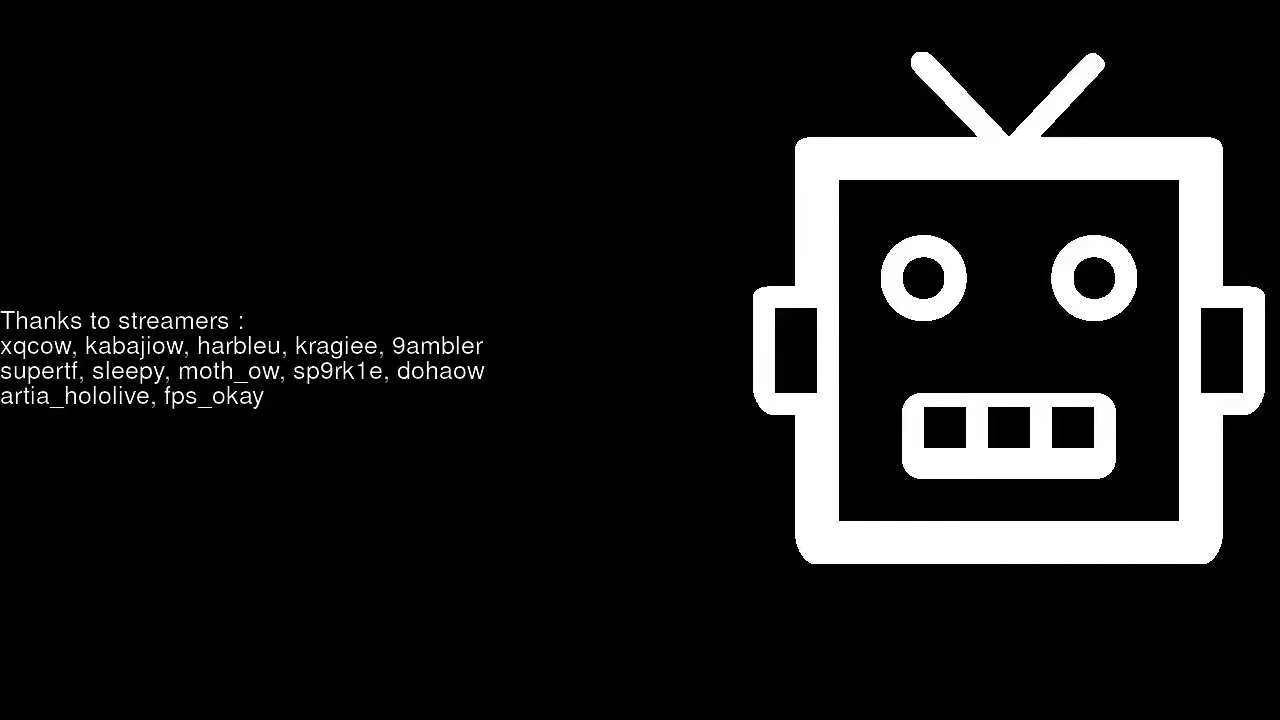 Thanks to streamers :
xqcow, kabajiow, harbleu, kragiee, 9ambler
supertf, sleepy, moth_ow, sp9rk1e, dohaow
artia_hololive, fps_okay